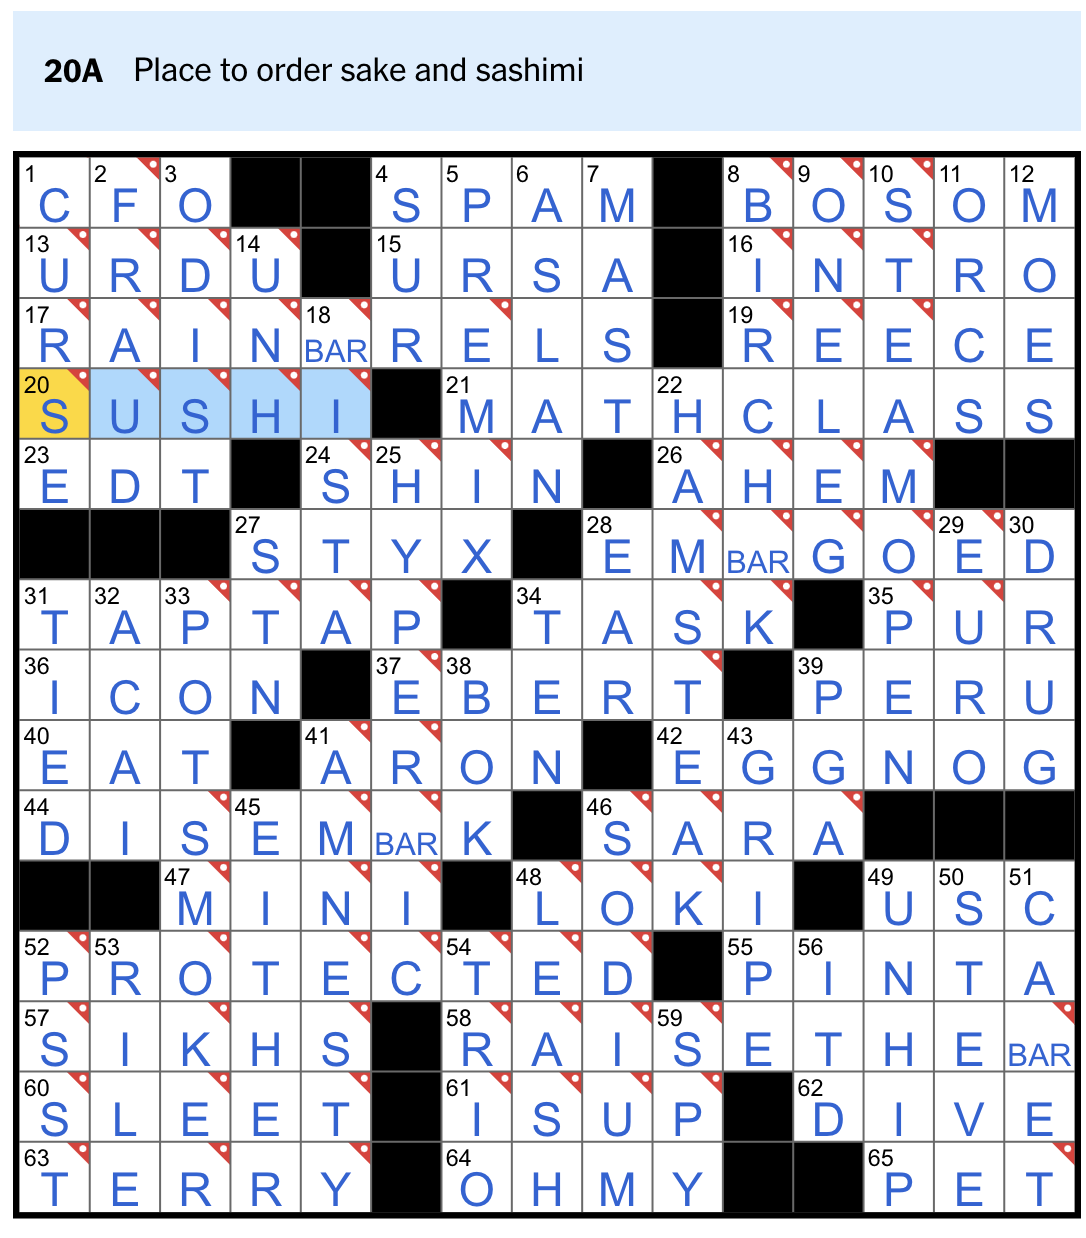 20A Place to order sake and sashimi
1 2 3 4 5 6 7 8 9 10 11 12
C F O S P A M B O S O M
13 14 15 16
U R D U U R S A I N T R O
17 18 19
R A I N BAR R E L S R E E C E
20 21 22
S U S H I M A T H C L A S S
23 24 25 26
E D T S H I N A H E M
27 28 29 30
S T Y X E M BAR G O E D
31 32 33 34 35
T A P T A P T A S K P U R
36 37 38 39
I C O N E B E R T P E R U
40 41 42 43
E A T A R O N E G G N O G
44 45 46
D I S E M BAR K S A R A
47 48 49 50 51
M I N I L O K I U S C
52 53 54 55 56
P R O T E C T E D P I N T A
57 58 59
S I K H S R A I S E T H E BAR
60 61 62
S L E E T I S U P D I V E
63 64 65
T E R R Y O H M Y P E T